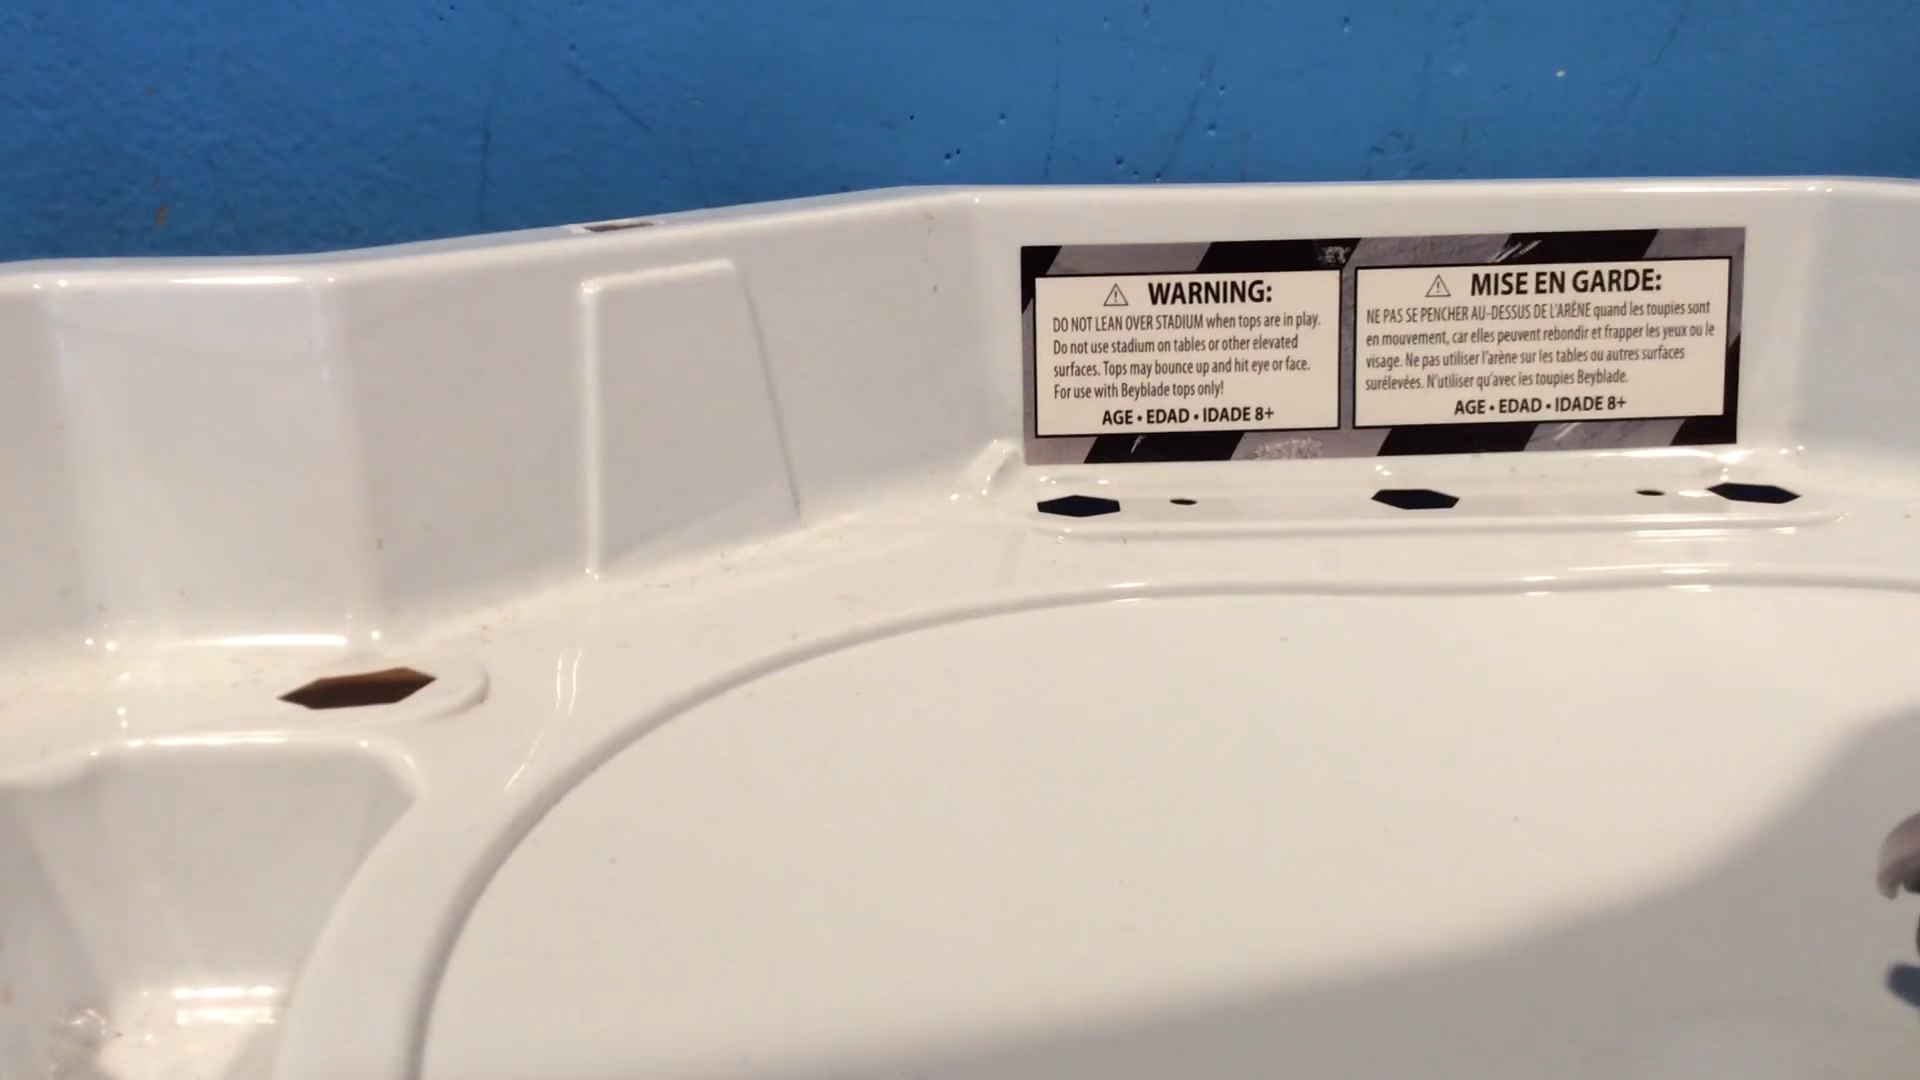 WARNING:
DO NOT LEAN OVER STADIUM when tops are in play.
Do not use stadium on tables or other elevated
surfaces. Tops may bounce up and hit eye or face.
For use with Beyblade tops only!
AGE • EDAD • IDADE 8+
MISE EN GARDE:
NE PAS SE PENCHER AU-DESSUS DE L'ARÈNE quand les toupies sont
en mouvement, car elles peuvent rebondir et frapper les yeux ou le
visage. Ne pas utiliser l'arène sur les tables ou autres surfaces
surélevées. N'utiliser qu'avec les toupies Beyblade.
AGE • EDAD • IDADE 8+